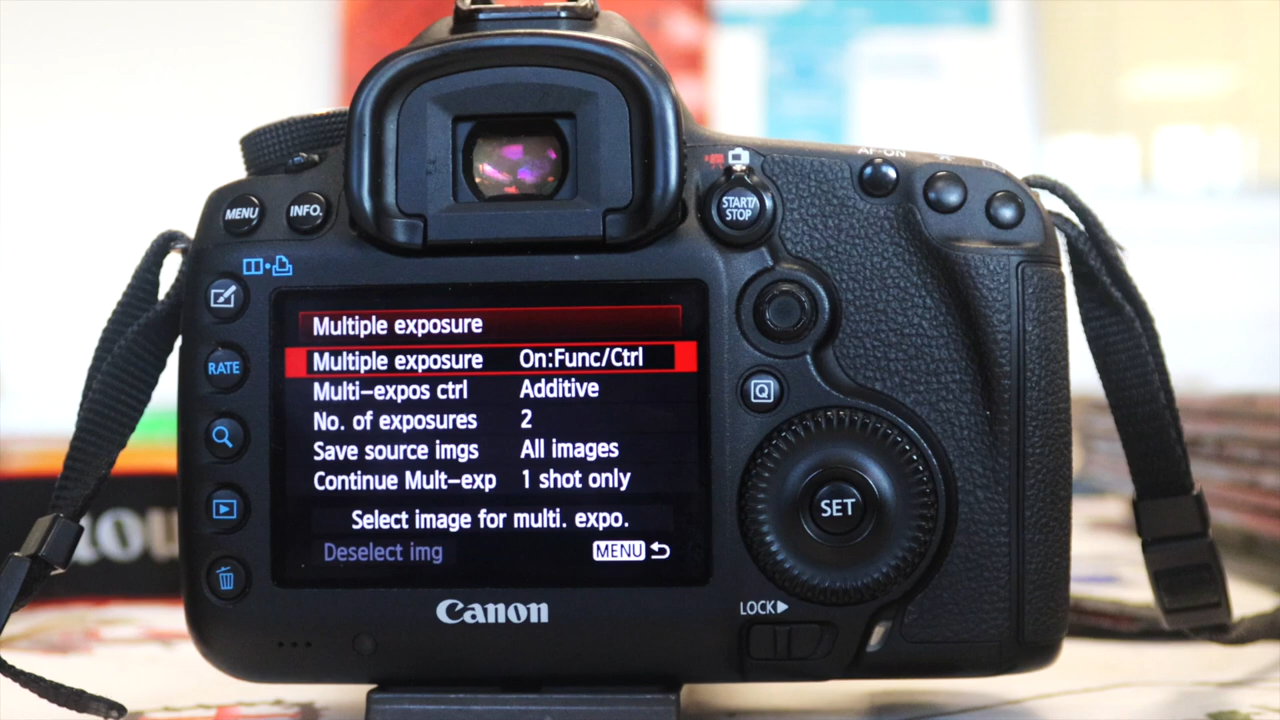 AF-ON
MENU
INFO.
START/
STOP
RATE
Multiple exposure
Multiple exposure On:Func/Ctrl
Multi-expos ctrl Additive
No. of exposures 2
Save source imgs All images
Continue Mult-exp 1 shot only
Select image for multi. expo.
Deselect img MENU
Q
SET
Canon
LOCK